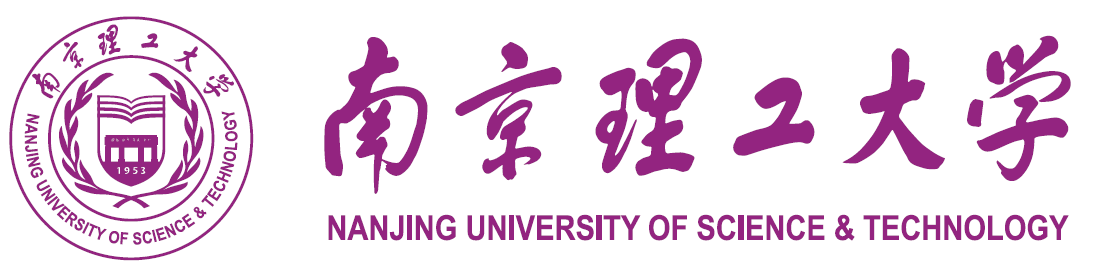 南京理工大学
NANJING UNIVERSITY OF SCIENCE & TECHNOLOGY
1953
南京理工大学
NANJING UNIVERSITY OF SCIENCE & TECHNOLOGY